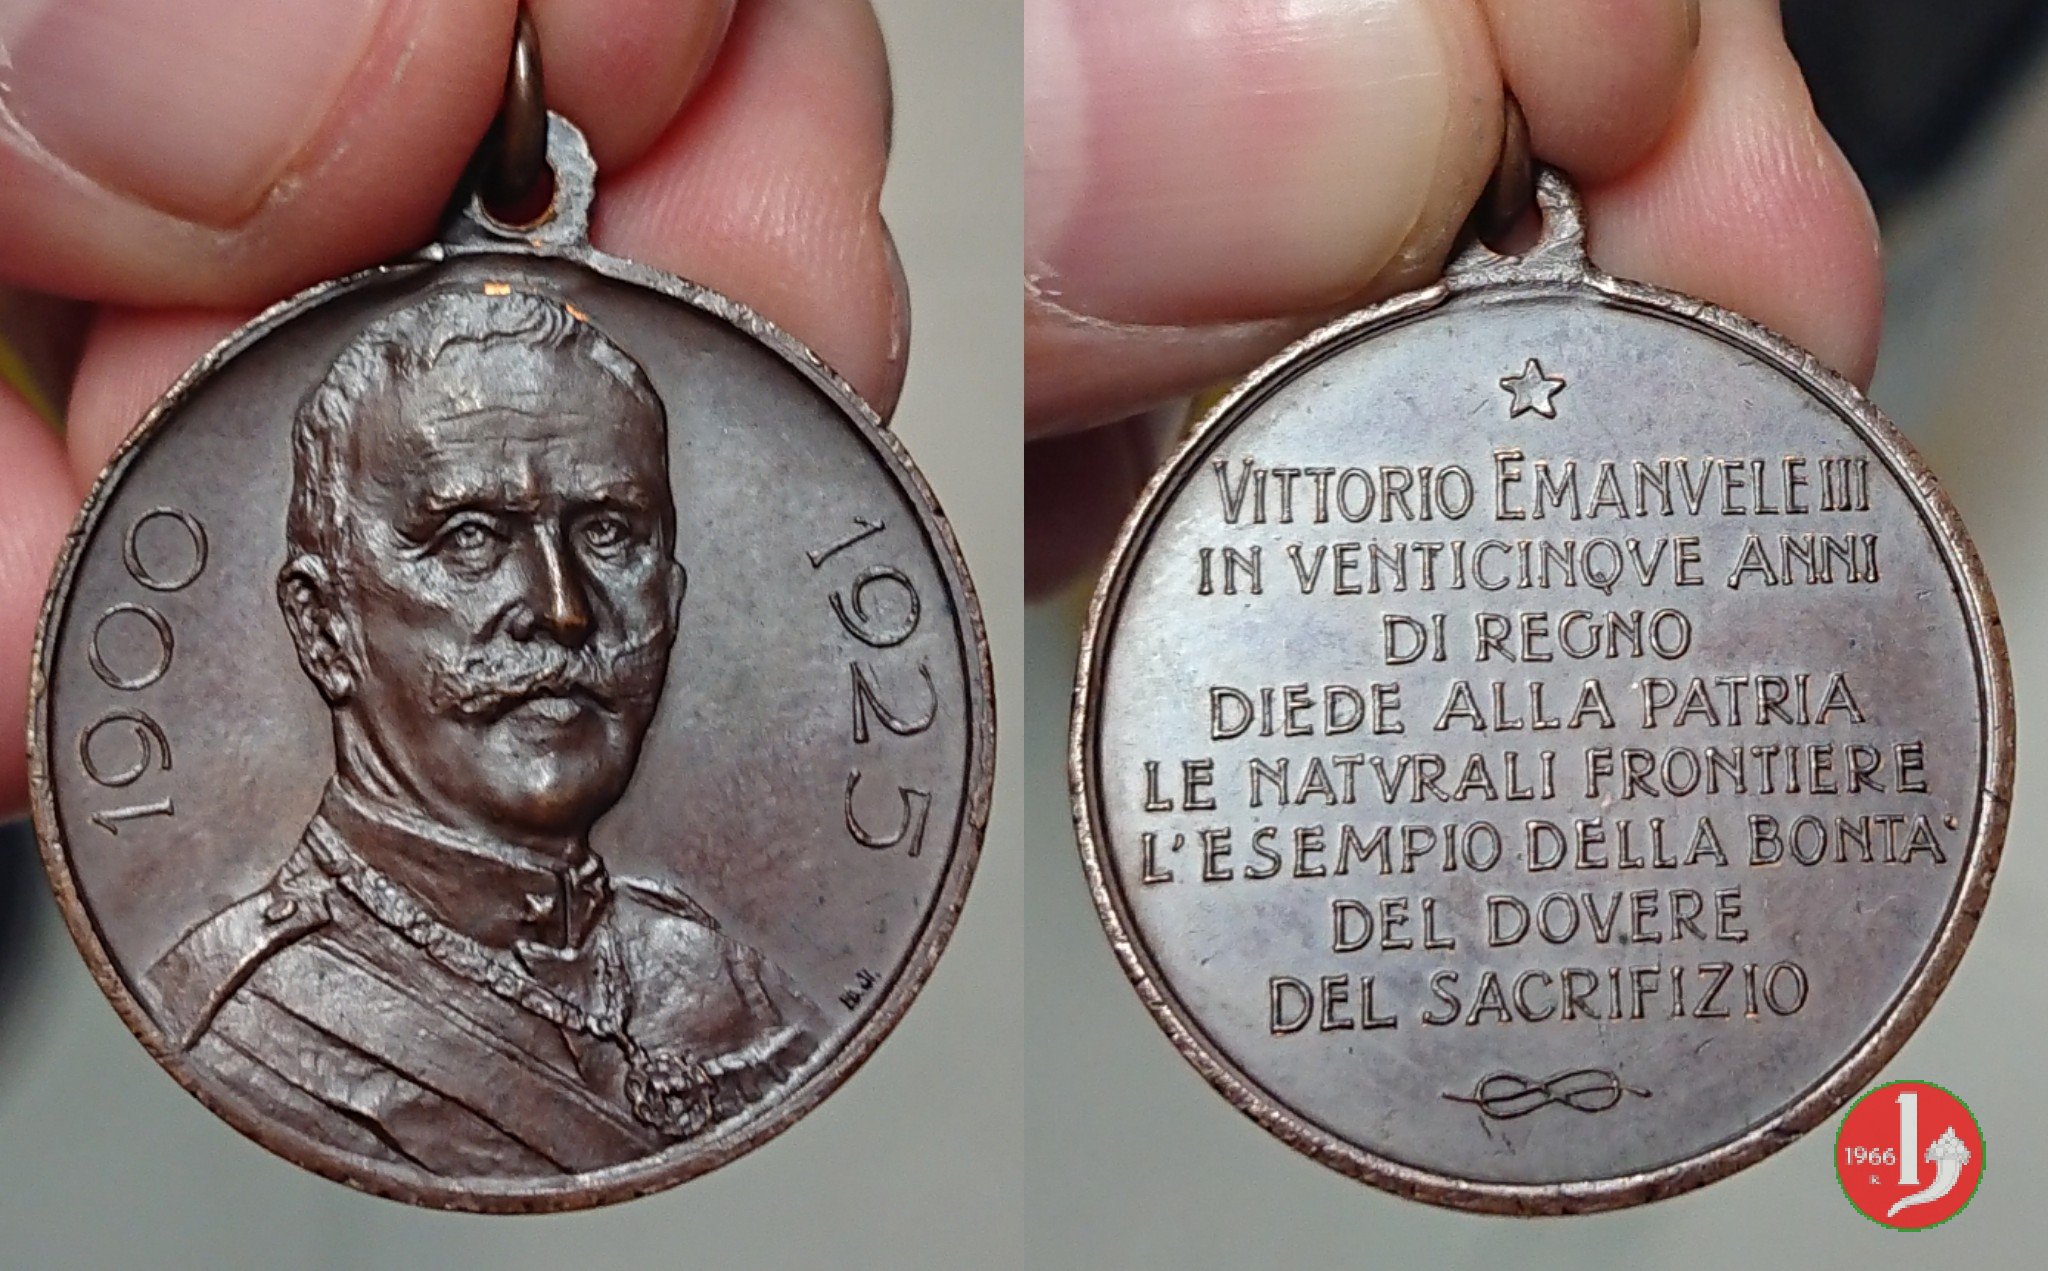 1900
1925
VITTORIO EMANVELE III
IN VENTICINQVE ANNI
DI REGNO
DIEDE ALLA PATRIA
LE NATVRALI FRONTIERE
L'ESEMPIO DELLA BONTA'
DEL DOVERE
DEL SACRIFIZIO
1966
R.